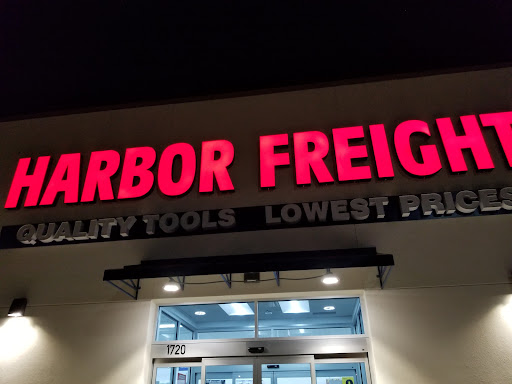 HARBOR FREIGHT
QUALITY TOOLS LOWEST PRICES
1720